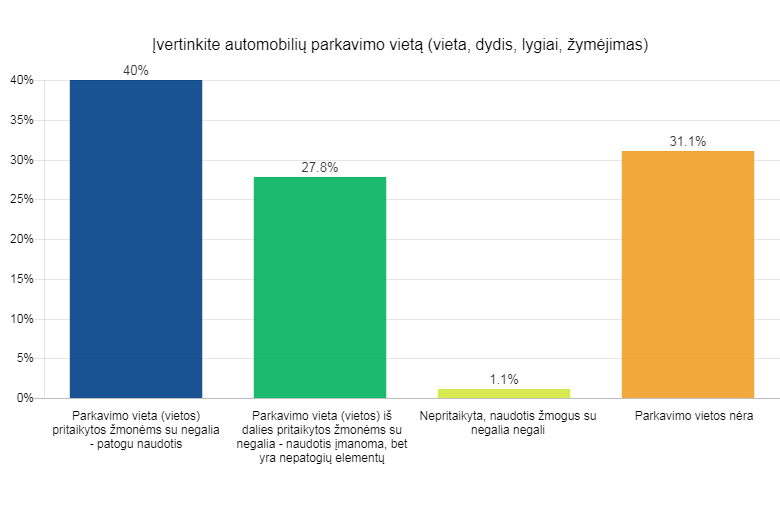 Įvertinkite automobilių parkavimo vietą (vieta, dydis, lygiai, žymėjimas)
40%
35%
30%
25%
20%
15%
10%
5%
0%
40%
27.8%
1.1%
31.1%
Parkavimo vieta (vietos)
pritaikytos žmonėms su negalia
- patogu naudotis
Parkavimo vieta (vietos) iš
dalies pritaikytos žmonėms su
negalia - naudotis įmanoma, bet
yra nepatogių elementų
Nepritaikyta, naudotis žmogus su
negalia negali
Parkavimo vietos nėra